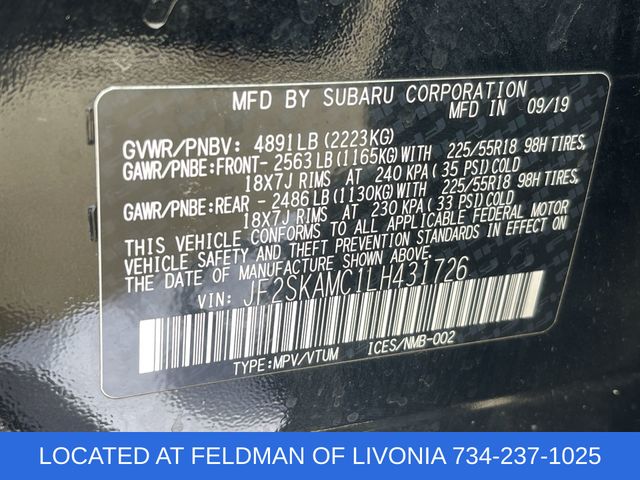 MFD BY SUBARU CORPORATION
MFD IN 09/19
GVWR/PNBV: 4891LB(2223KG)
GAWR/PNBE:FRONT- 2563LB(1165KG)WITH 225/55R18 98H TIRES,
18X7J RIMS AT 240 KPA(35 PSI)COLD
GAWR/PNBE:REAR - 2486LB(1130KG)WITH 225/55R18 98H TIRES,
18X7J RIMS AT 230 KPA(33 PSI)COLD
THIS VEHICLE CONFORMS TO ALL APPLICABLE FEDERAL MOTOR
VEHICLE SAFETY AND THEFT PREVENTION STANDARDS IN EFFECT ON
THE DATE OF MANUFACTURE SHOWN ABOVE.
VIN: JF2SKAMC1LH431726
TYPE:MPV/VTUM ICES/NMB-002
LOCATED AT FELDMAN OF LIVONIA 734-237-1025